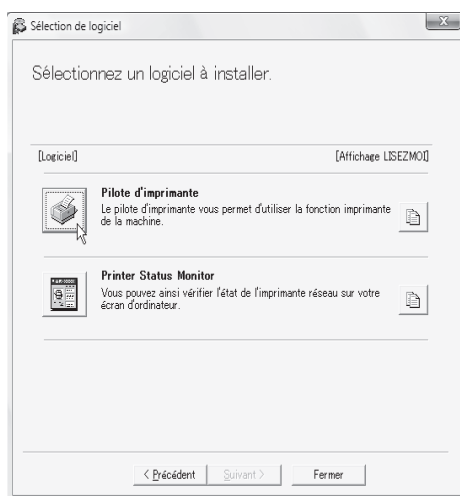 Sélection de logiciel
Sélectionnez un logiciel à installer.
[Logiciel] [Affichage LISEZMOI]
Pilote d'imprimante
Le pilote d'imprimante vous permet d'utiliser la fonction imprimante
de la machine.
Printer Status Monitor
Vous pouvez ainsi vérifier l'état de l'imprimante réseau sur votre
écran d'ordinateur.
< Précédent Suivant > Fermer